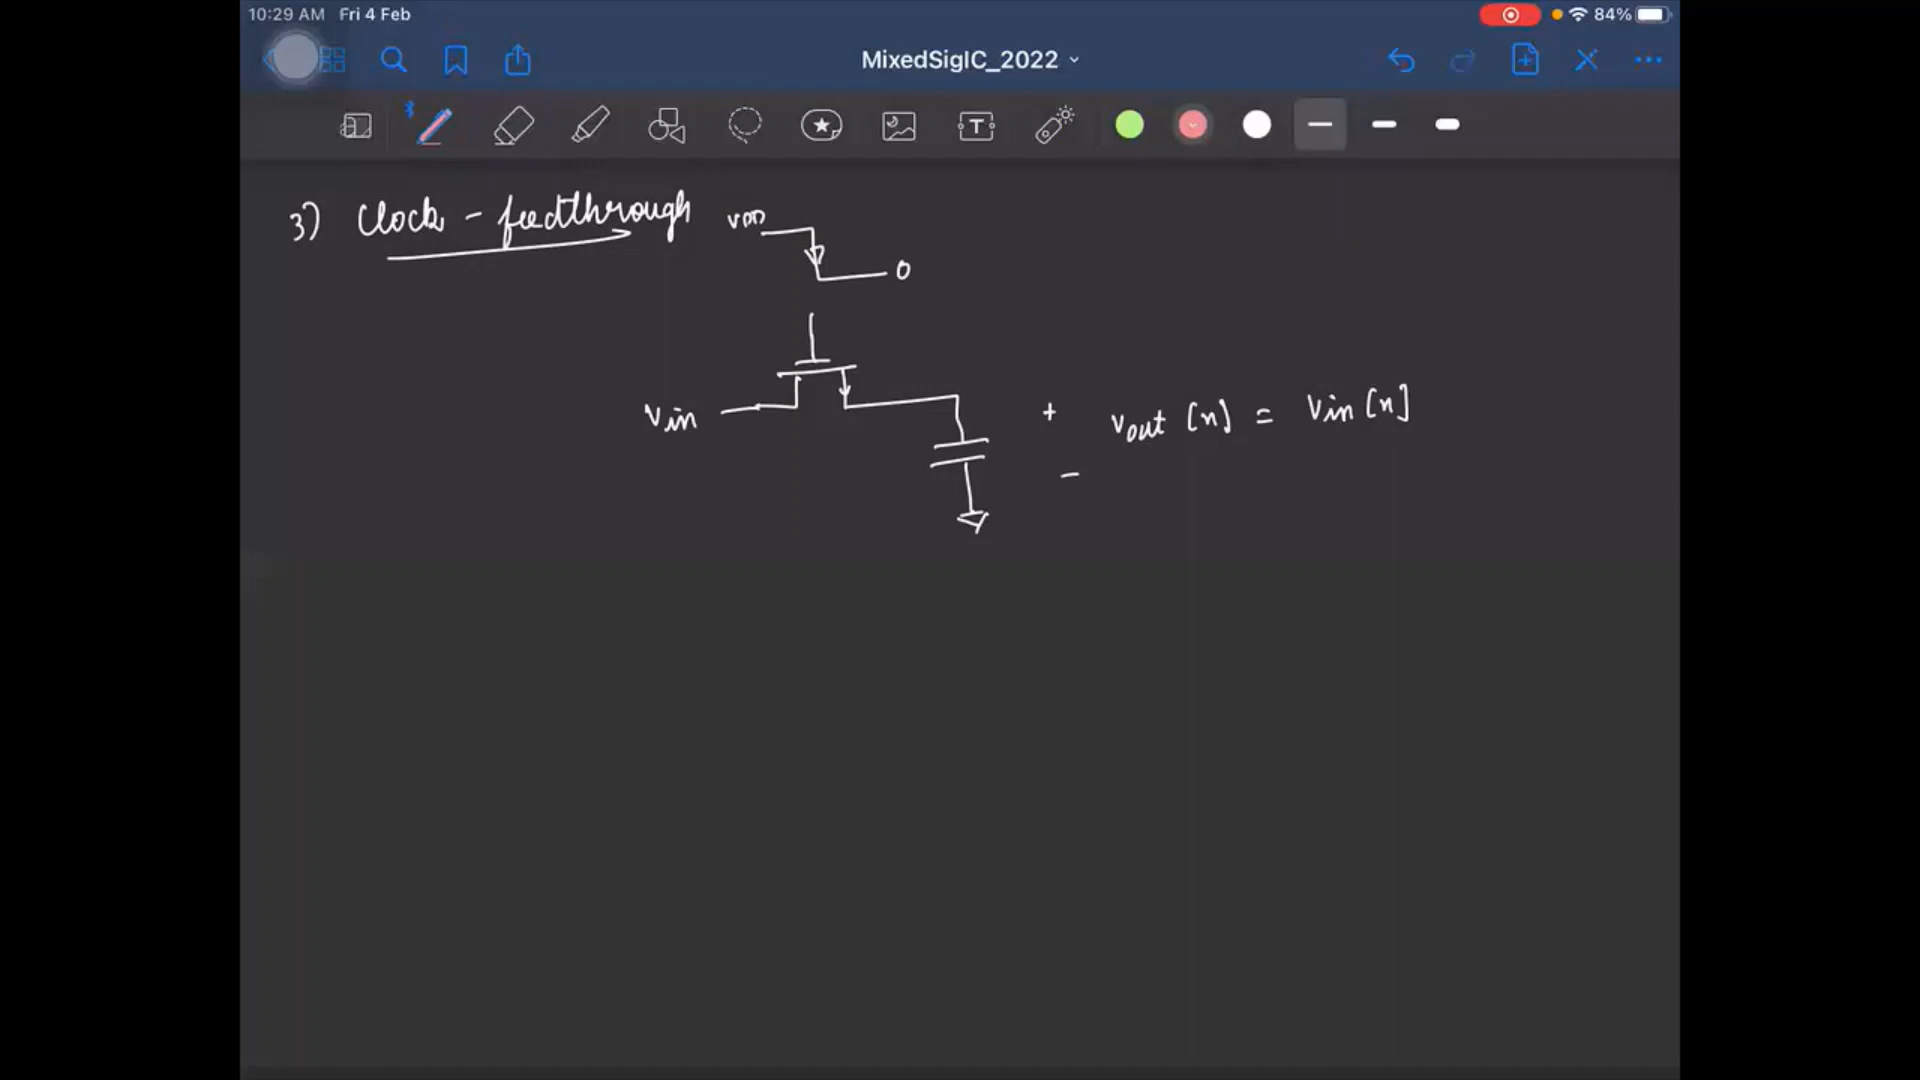 10:29 AM Fri 4 Feb
84%
MixedSigIC_2022
T
3) Clock - feedthrough
VDD
0
Vin
+ Vout [n] = Vin [n]
-